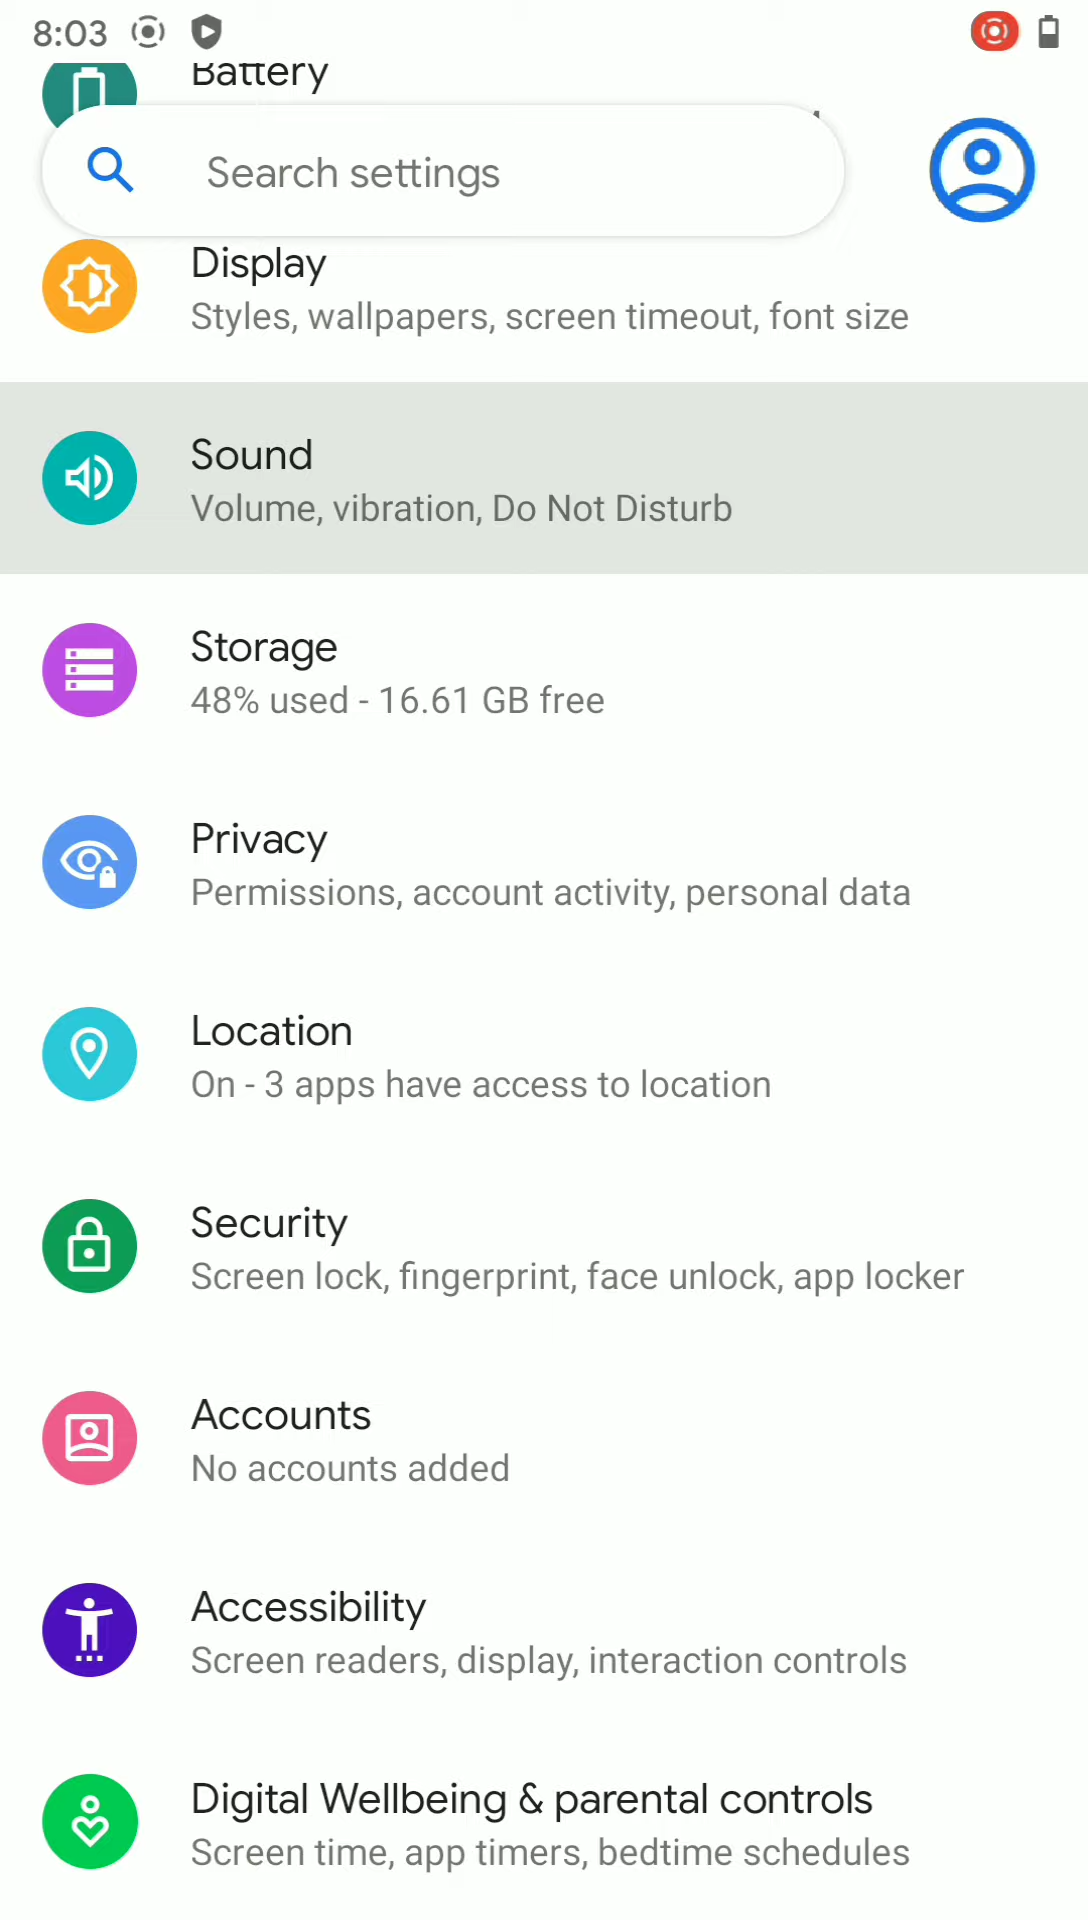 8:03
Battery
Search settings
Display
Styles, wallpapers, screen timeout, font size
Sound
Volume, vibration, Do Not Disturb
Storage
48% used - 16.61 GB free
Privacy
Permissions, account activity, personal data
Location
On - 3 apps have access to location
Security
Screen lock, fingerprint, face unlock, app locker
Accounts
No accounts added
Accessibility
Screen readers, display, interaction controls
Digital Wellbeing & parental controls
Screen time, app timers, bedtime schedules